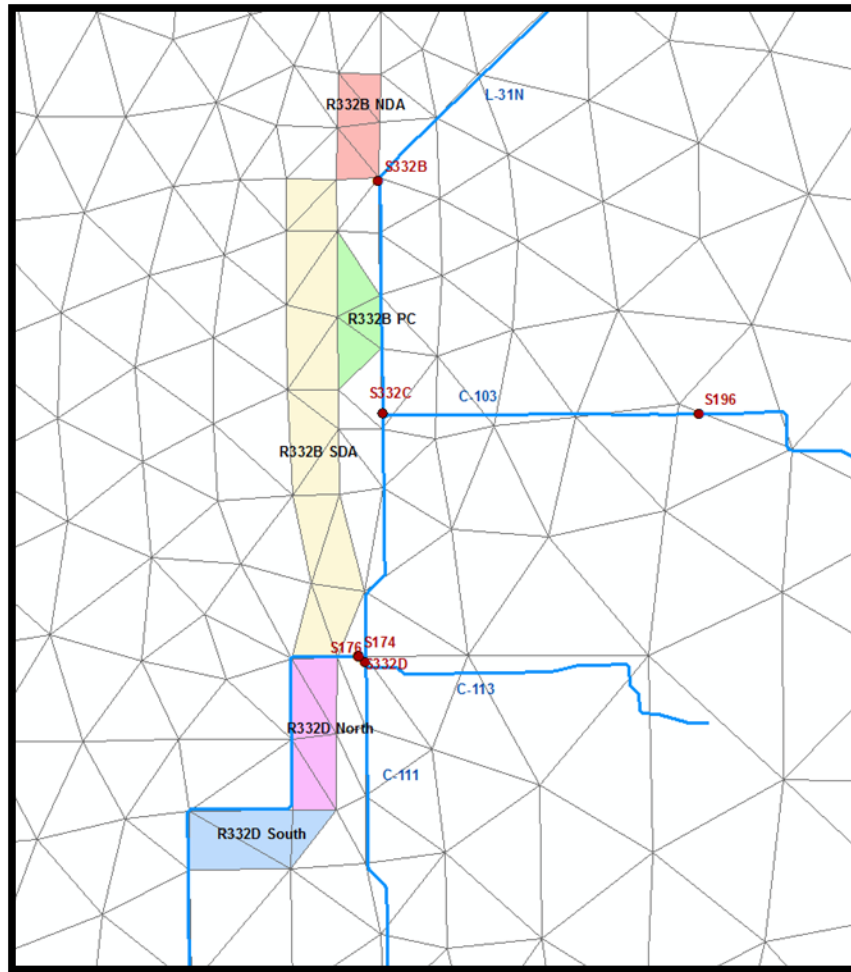 L-31N
R332B NDA
S332B
R332B PC
S332C
C-103
S196
R332B SDA
S176
S174
S332D
C-113
R332D North
C-111
R332D South